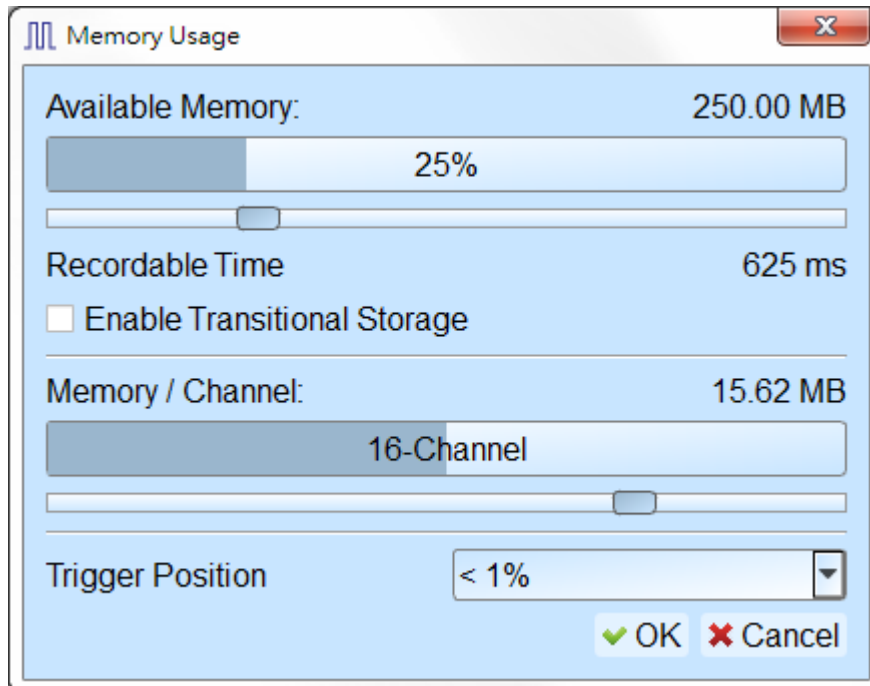 Memory Usage
Available Memory: 250.00 MB
25%
Recordable Time 625 ms
Enable Transitional Storage
Memory / Channel: 15.62 MB
16-Channel
Trigger Position < 1%
OK Cancel